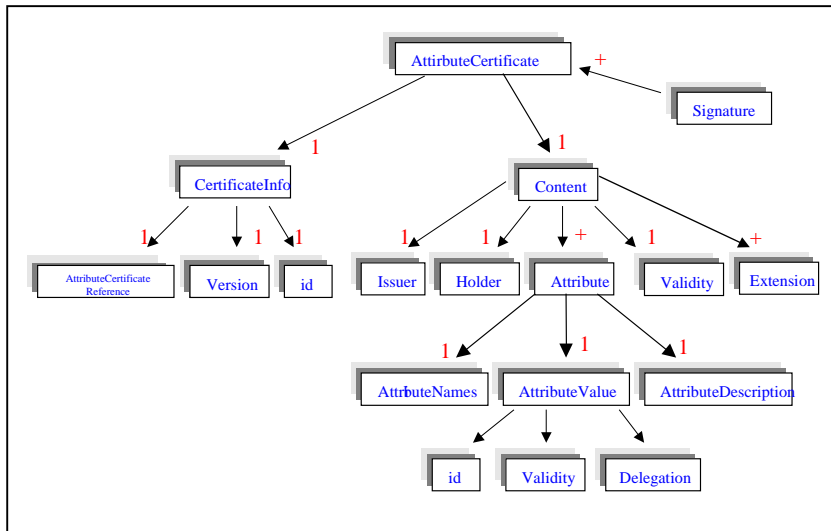 AttirbuteCertificate
+
Signature
1
1
CertificateInfo
Content
1
1
1
1
1
+
1
+
AttributeCertificate
Reference
Version
id
Issuer
Holder
Attribute
Validity
Extension
1
1
1
AttributeNames
AttributeValue
AttributeDescription
id
Validity
Delegation